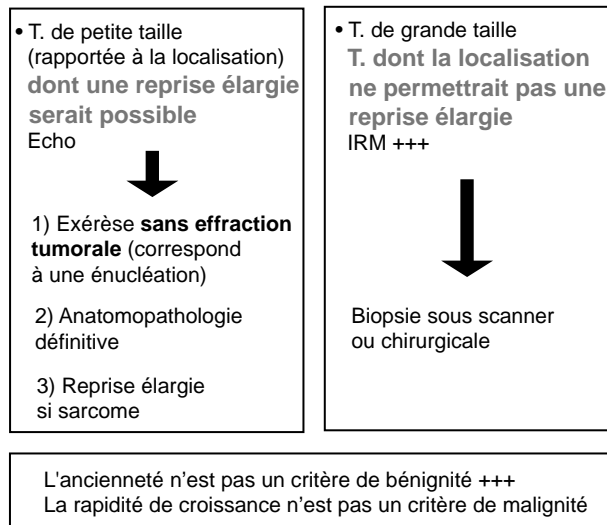 • T. de petite taille
(rapportée à la localisation)
dont une reprise élargie
serait possible
Echo
1) Exérèse sans effraction
tumorale (correspond
à une énucléation)
2) Anatomopathologie
définitive
3) Reprise élargie
si sarcome
• T. de grande taille
T. dont la localisation
ne permettrait pas une
reprise élargie
IRM +++
Biopsie sous scanner
ou chirurgicale
L'ancienneté n'est pas un critère de bénignité +++
La rapidité de croissance n'est pas un critère de malignité